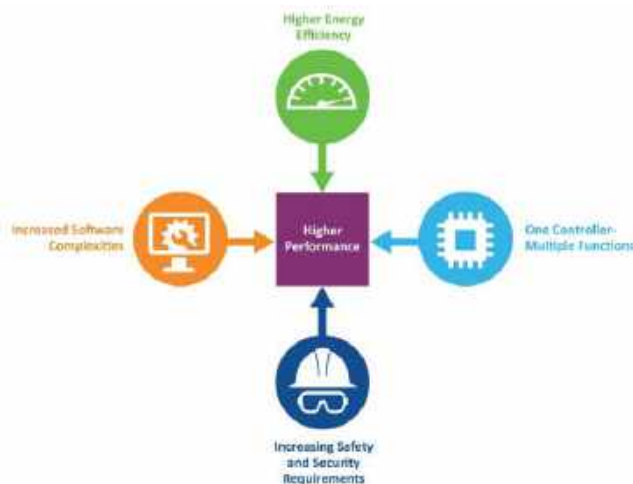 Higher Energy
Efficiency
Increased Software
Complexities
Higher
Performance
One Controller-
Multiple Functions
Increasing Safety
and Security
Requirements